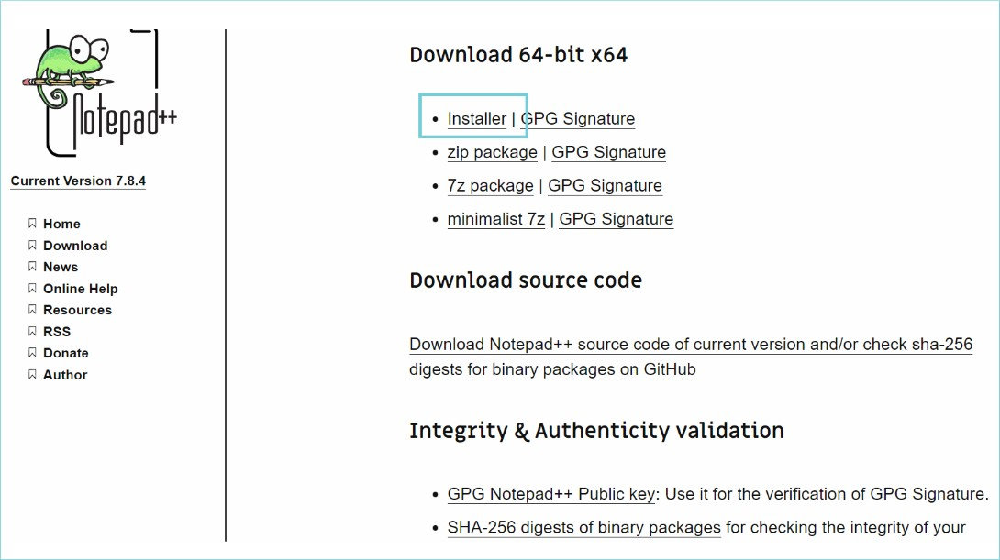 Notepad++
Current Version 7.8.4
Home
Download
News
Online Help
Resources
RSS
Donate
Author
Download 64-bit x64
Installer | GPG Signature
zip package | GPG Signature
7z package | GPG Signature
minimalist 7z | GPG Signature
Download source code
Download Notepad++ source code of current version and/or check sha-256
digests for binary packages on GitHub
Integrity & Authenticity validation
GPG Notepad++ Public key: Use it for the verification of GPG Signature.
SHA-256 digests of binary packages for checking the integrity of your